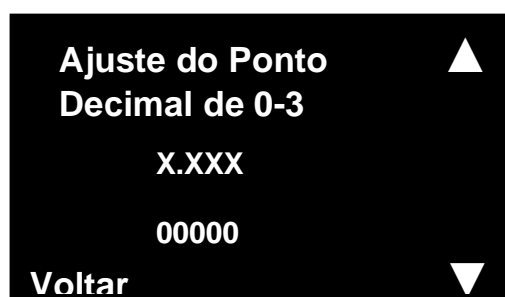 Ajuste do Ponto
Decimal de 0-3
X.XXX
00000
Voltar